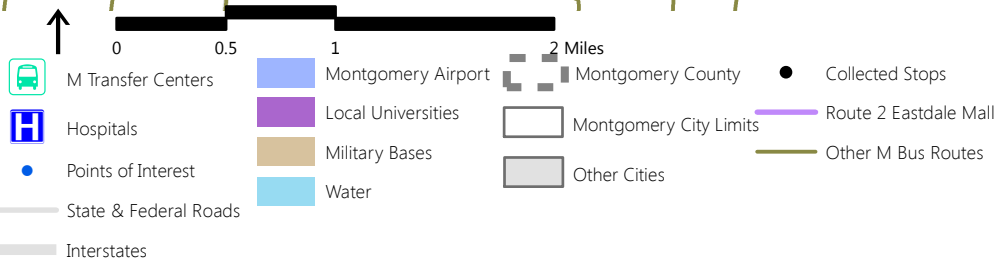 0 0.5 1 2 Miles
M Transfer Centers
H Hospitals
Points of Interest
State & Federal Roads
Interstates
Montgomery Airport
Local Universities
Military Bases
Water
Montgomery County
Montgomery City Limits
Other Cities
Collected Stops
Route 2 Eastdale Mall
Other M Bus Routes